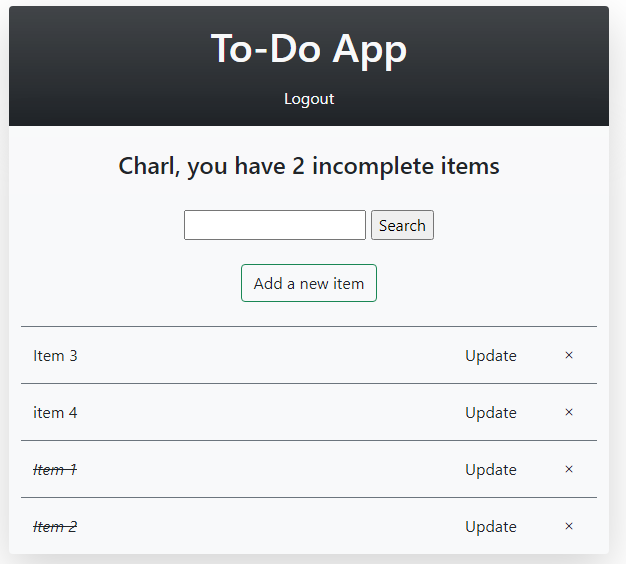 To-Do App
Logout
Charl, you have 2 incomplete items
Search
Add a new item
Item 3 Update ×
item 4 Update ×
Item 1 Update ×
Item 2 Update ×